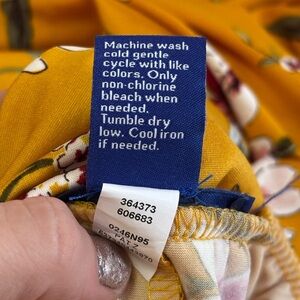 Machine wash
cold gentle
cycle with like
colors. Only
non-chlorine
bleach when
needed.
Tumble dry
low. Cool iron
if needed.
364373
606683
0246N95